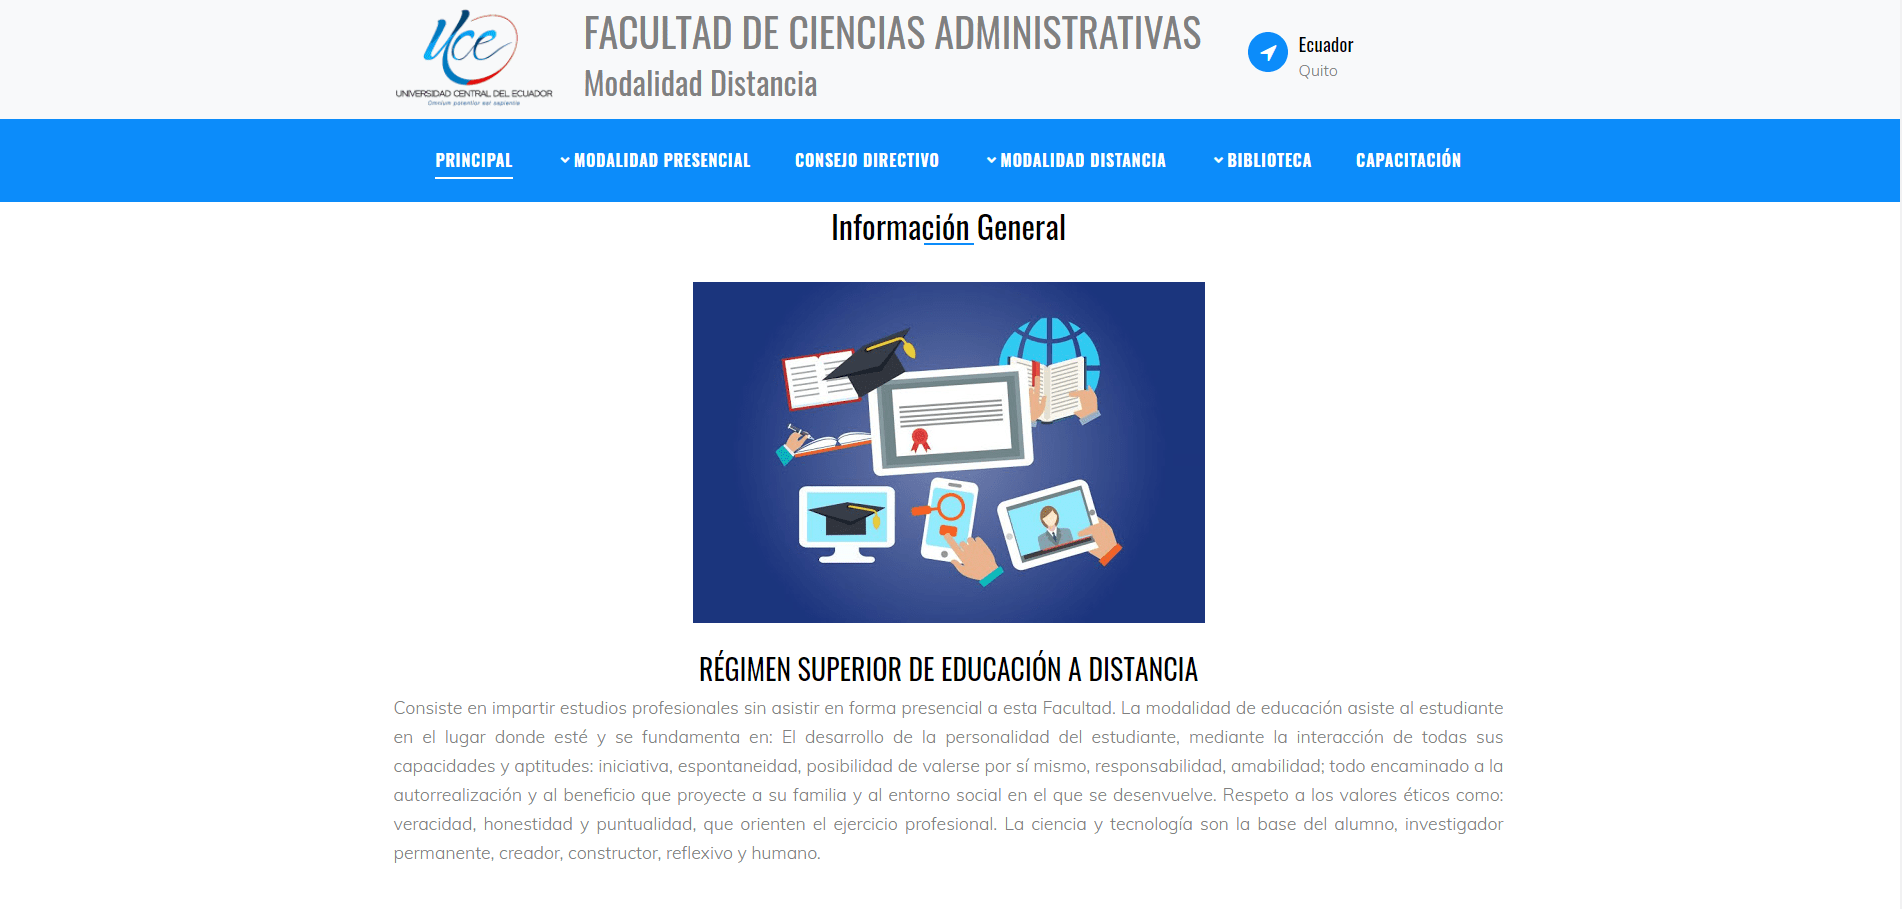 Uce
UNIVERSIDAD CENTRAL DEL ECUADOR
Omnium potentior est sapientia
FACULTAD DE CIENCIAS ADMINISTRATIVAS
Modalidad Distancia
Ecuador
Quito
PRINCIPAL MODALIDAD PRESENCIAL CONSEJO DIRECTIVO MODALIDAD DISTANCIA BIBLIOTECA CAPACITACIÓN
Información General
RÉGIMEN SUPERIOR DE EDUCACIÓN A DISTANCIA
Consiste en impartir estudios profesionales sin asistir en forma presencial a esta Facultad. La modalidad de educación asiste al estudiante
en el lugar donde esté y se fundamenta en: El desarrollo de la personalidad del estudiante, mediante la interacción de todas sus
capacidades y aptitudes: iniciativa, espontaneidad, posibilidad de valerse por sí mismo, responsabilidad, amabilidad; todo encaminado a la
autorrealización y al beneficio que proyecte a su familia y al entorno social en el que se desenvuelve. Respeto a los valores éticos como:
veracidad, honestidad y puntualidad, que orienten el ejercicio profesional. La ciencia y tecnología son la base del alumno, investigador
permanente, creador, constructor, reflexivo y humano.